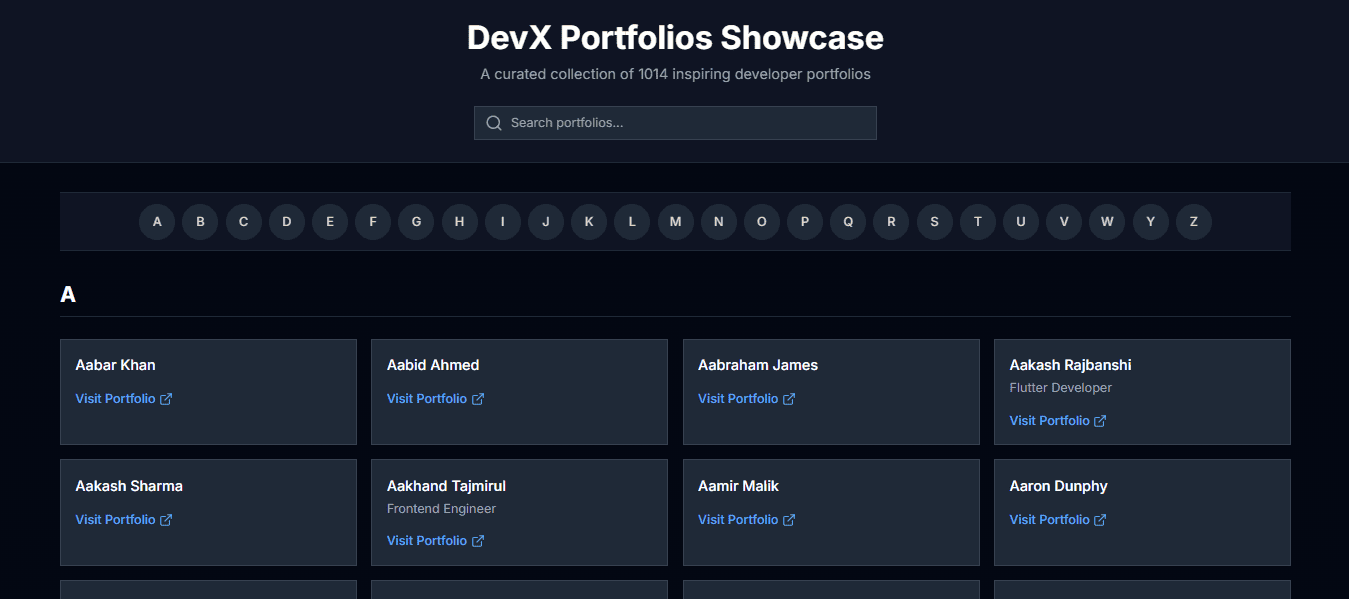 DevX Portfolios Showcase
A curated collection of 1014 inspiring developer portfolios
Search portfolios...
A B C D E F G H I J K L M N O P Q R S T U V W Y Z
A
Aabar Khan
Visit Portfolio
Aabid Ahmed
Visit Portfolio
Aabraham James
Visit Portfolio
Aakash Rajbanshi
Flutter Developer
Visit Portfolio
Aakash Sharma
Visit Portfolio
Aakhand Tajmirul
Frontend Engineer
Visit Portfolio
Aamir Malik
Visit Portfolio
Aaron Dunphy
Visit Portfolio